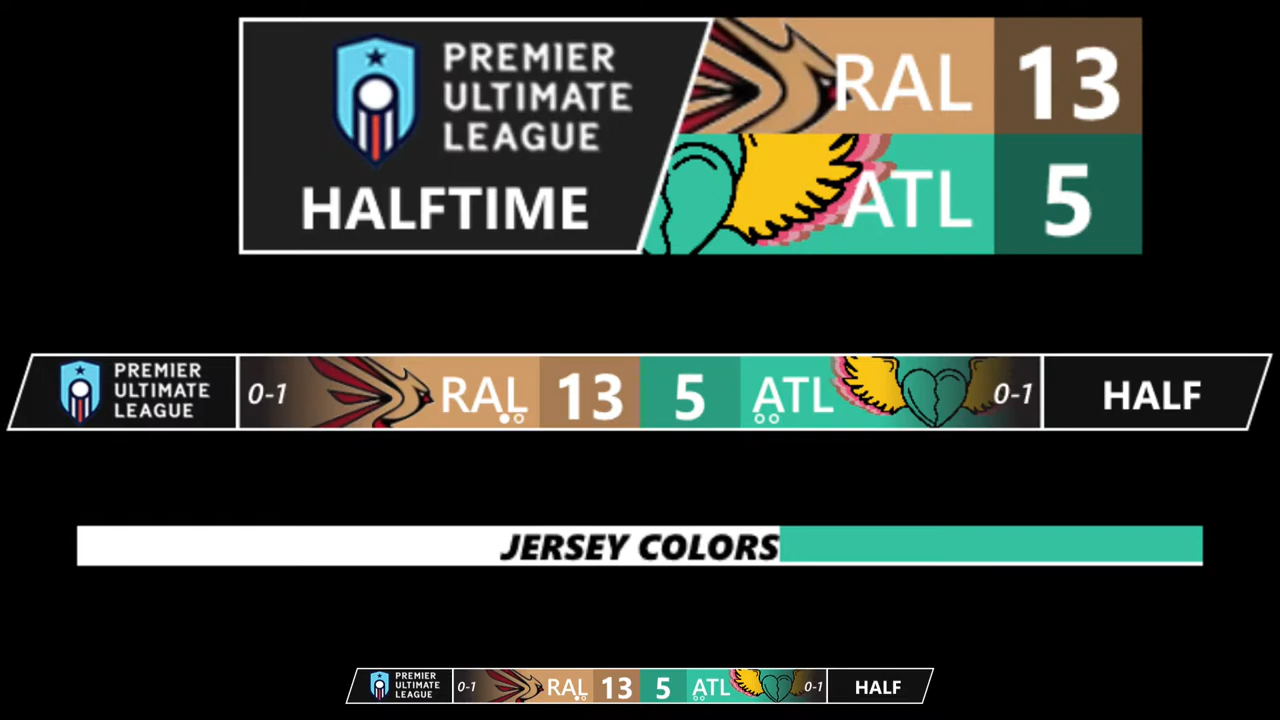 PREMIER
ULTIMATE
LEAGUE
HALFTIME
RAL 13
ATL 5
PREMIER
ULTIMATE
LEAGUE
0-1 RAL 13 5 ATL 0-1 HALF
JERSEY COLORS
PREMIER
ULTIMATE
LEAGUE
0-1 RAL 13 5 ATL 0-1 HALF